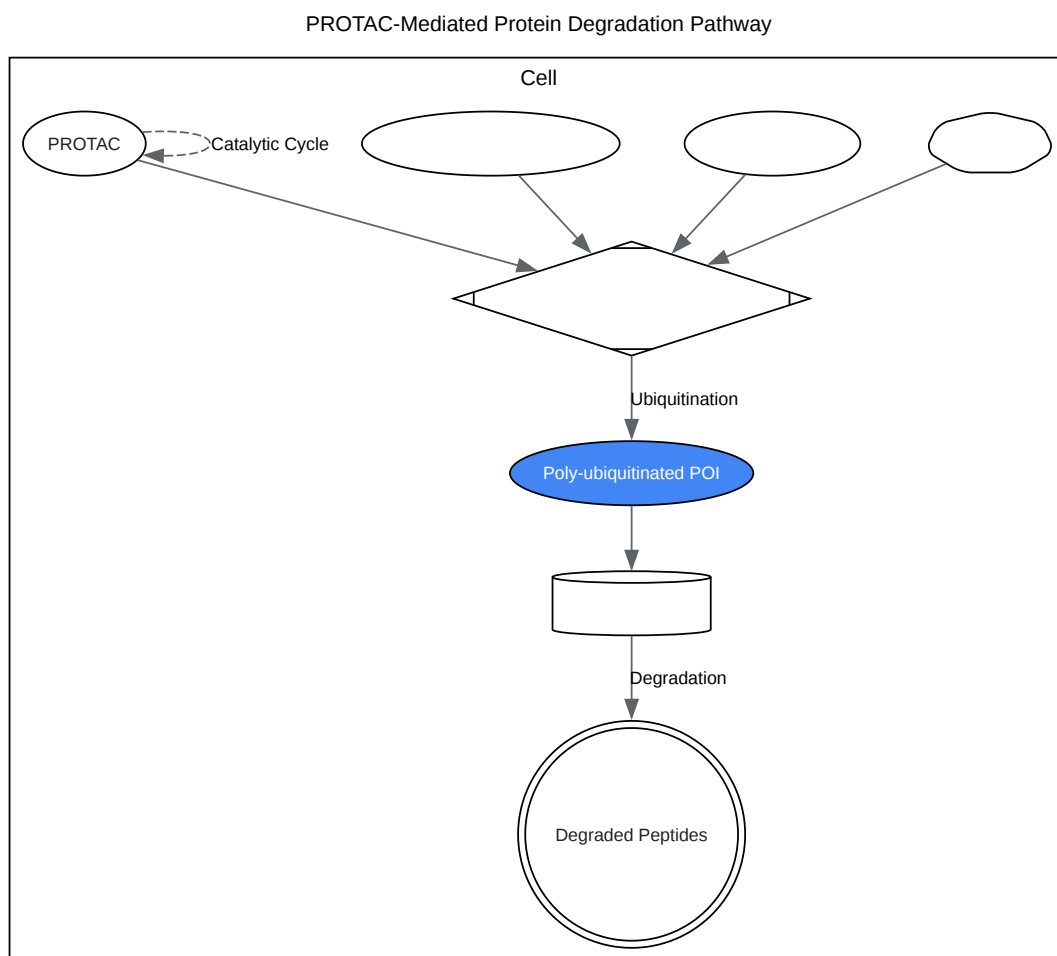 PROTAC-Mediated Protein Degradation Pathway
Cell
PROTAC
Catalytic Cycle
Ubiquitination
Poly-ubiquitinated POI
Degradation
Degraded Peptides